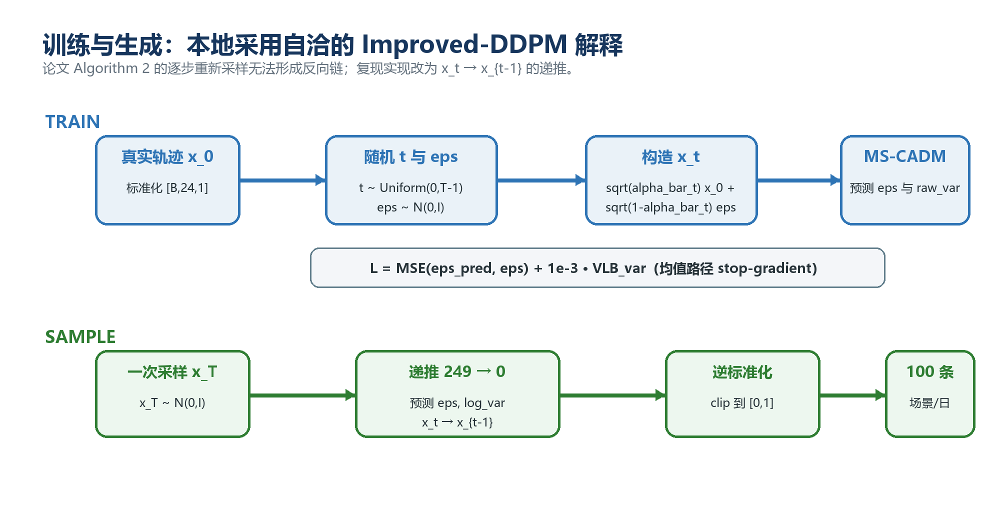 训练与生成：本地采用自洽的 Improved-DDPM 解释
论文 Algorithm 2 的逐步重新采样无法形成反向链；复现实现改为 x_t → x_{t-1} 的递推。
TRAIN
真实轨迹 x_0
标准化 [B,24,1]
随机 t 与 eps
t ~ Uniform(0,T-1)
eps ~ N(0,I)
构造 x_t
sqrt(alpha_bar_t) x_0 +
sqrt(1-alpha_bar_t) eps
MS-CADM
预测 eps 与 raw_var
L = MSE(eps_pred, eps) + 1e-3 • VLB_var (均值路径 stop-gradient)
SAMPLE
一次采样 x_T
x_T ~ N(0,I)
递推 249 → 0
预测 eps, log_var
x_t → x_{t-1}
逆标准化
clip 到 [0,1]
100 条
场景/日